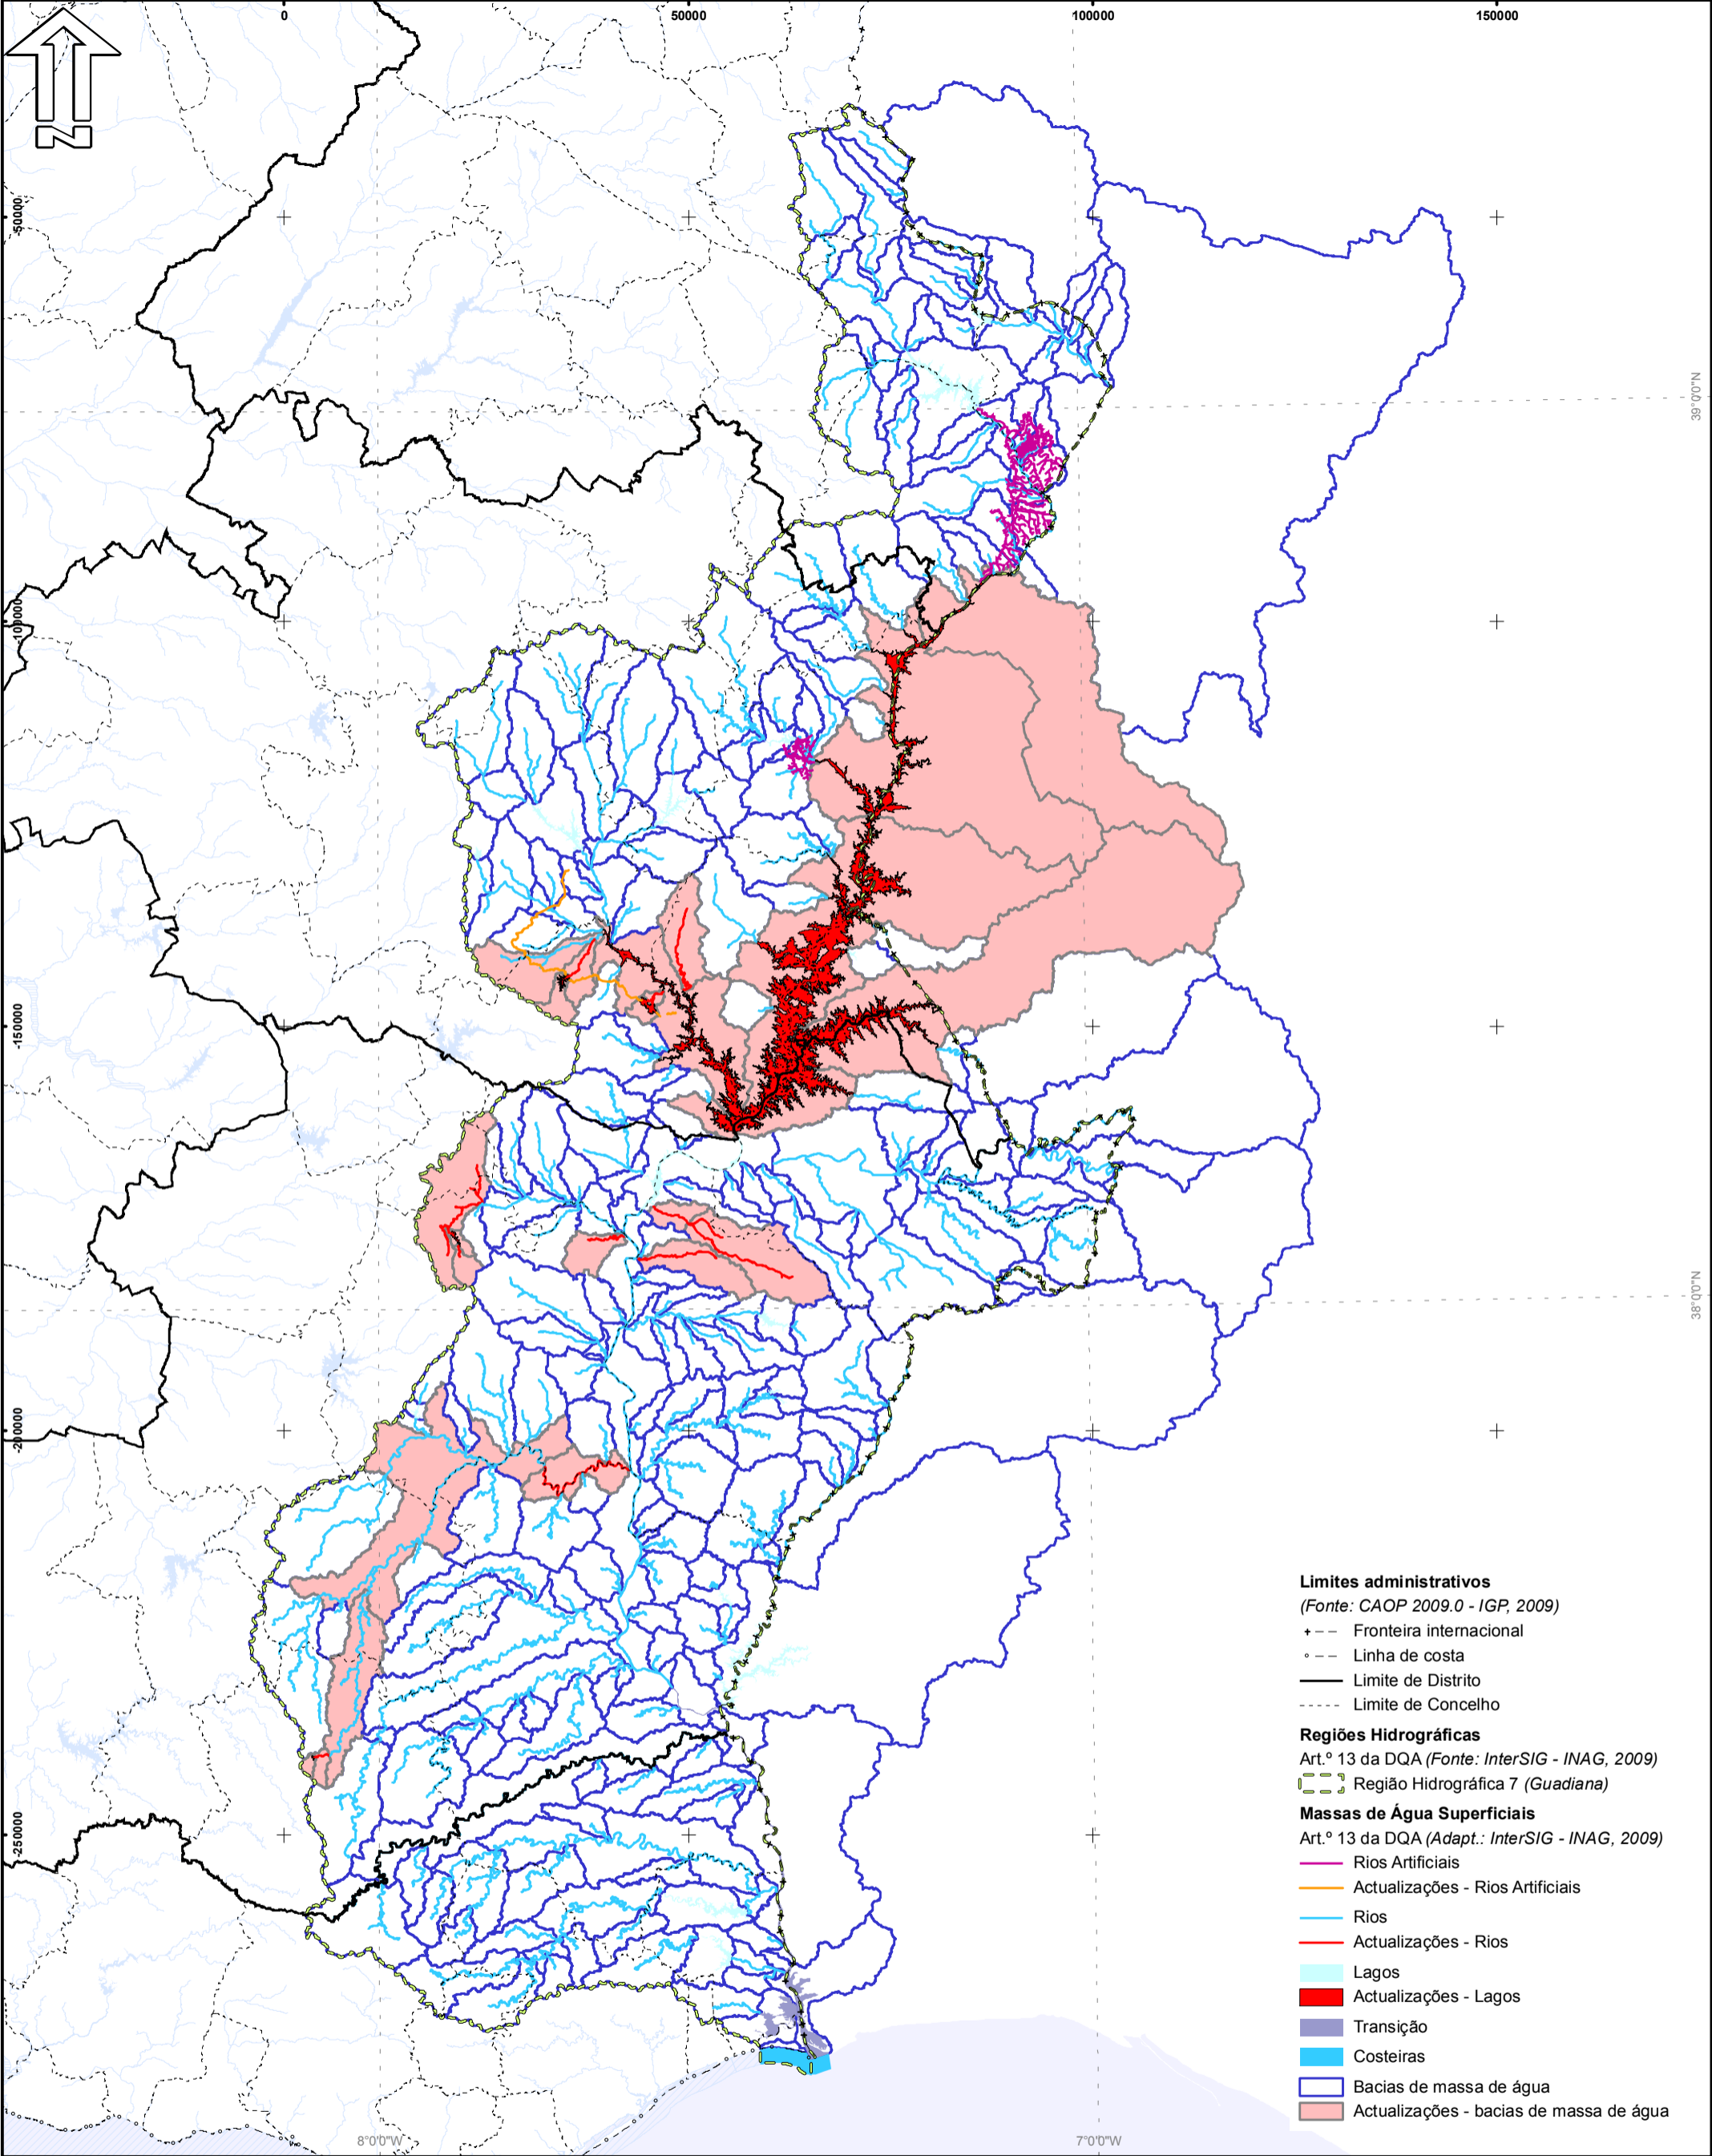 0
50000
100000
150000
N
-50000
39°0'0"N
-100000
-150000
38°0'0"N
-200000
-250000
8°0'0"W
7°0'0"W
Limites administrativos
(Fonte: CAOP 2009.0 - IGP, 2009)
Fronteira internacional
Linha de costa
Limite de Distrito
Limite de Concelho
Regiões Hidrográficas
Art.º 13 da DQA (Fonte: InterSIG - INAG, 2009)
Região Hidrográfica 7 (Guadiana)
Massas de Água Superficiais
Art.º 13 da DQA (Adapt.: InterSIG - INAG, 2009)
Rios Artificiais
Actualizações - Rios Artificiais
Rios
Actualizações - Rios
Lagos
Actualizações - Lagos
Transição
Costeiras
Bacias de massa de água
Actualizações - bacias de massa de água